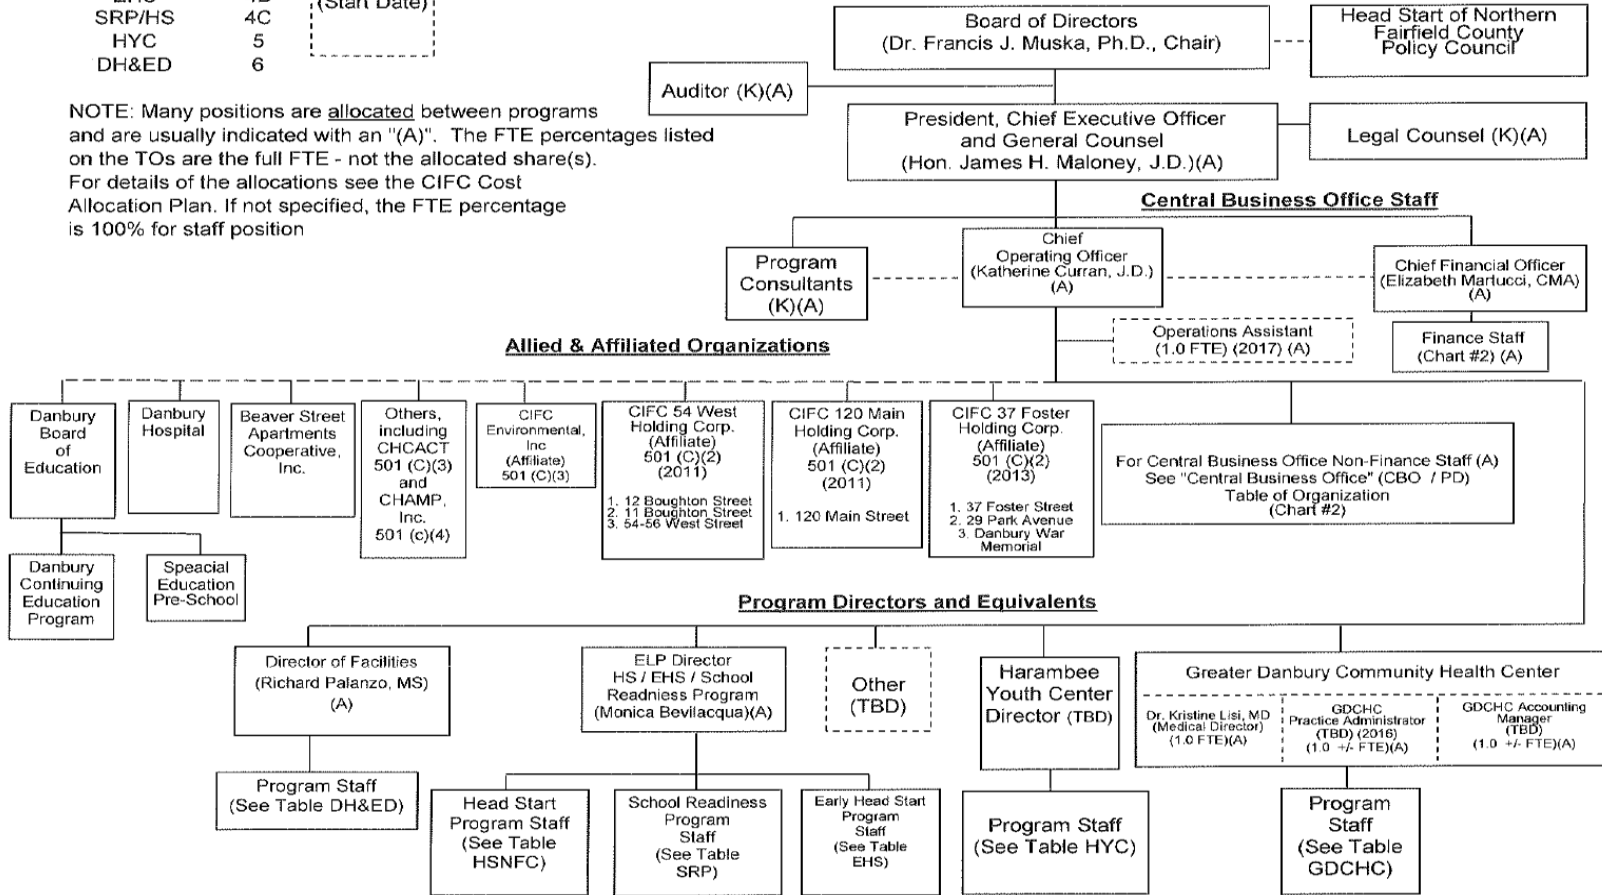 (Start Date)
SRP/HS 4C
HYC 5
DH&ED 6
NOTE: Many positions are allocated between programs
and are usually indicated with an "(A)". The FTE percentages listed
on the TOs are the full FTE - not the allocated share(s).
For details of the allocations see the CIFC Cost
Allocation Plan. If not specified, the FTE percentage
is 100% for staff position
Board of Directors
(Dr. Francis J. Muska, Ph.D., Chair)
Head Start of Northern
Fairfield County
Policy Council
Auditor (K)(A)
President, Chief Executive Officer
and General Counsel
(Hon. James H. Maloney, J.D.)(A)
Legal Counsel (K)(A)
Central Business Office Staff
Program
Consultants
(K)(A)
Chief
Operating Officer
(Katherine Curran, J.D.)
(A)
Chief Financial Officer
(Elizabeth Martucci, CMA)
(A)
Operations Assistant
(1.0 FTE) (2017) (A)
Finance Staff
(Chart #2) (A)
Allied & Affiliated Organizations
Danbury
Board
of
Education
Danbury
Hospital
Beaver Street
Apartments
Cooperative,
Inc.
Others,
including
CHCACT
501 (C)(3)
and
CHAMP,
Inc.
501 (c)(4)
CIFC
Environmental,
Inc
(Affiliate)
501 (C)(3)
CIFC 54 West
Holding Corp.
(Affiliate)
501 (C)(2)
(2011)
1. 12 Boughton Street
2. 11 Boughton Street
3. 54-56 West Street
CIFC 120 Main
Holding Corp.
(Affiliate)
501 (C)(2)
(2011)
1. 120 Main Street
CIFC 37 Foster
Holding Corp.
(Affiliate)
501 (C)(2)
(2013)
1. 37 Foster Street
2. 29 Park Avenue
3. Danbury War
Memorial
For Central Business Office Non-Finance Staff (A)
See "Central Business Office" (CBO / PD)
Table of Organization
(Chart #2)
Danbury
Continuing
Education
Program
Speacial
Education
Pre-School
Program Directors and Equivalents
Director of Facilities
(Richard Palanzo, MS)
(A)
ELP Director
HS / EHS / School
Readniess Program
(Monica Bevilacqua)(A)
Other
(TBD)
Harambee
Youth Center
Director (TBD)
Greater Danbury Community Health Center
Dr. Kristine Lisi, MD
(Medical Director)
(1.0 FTE)(A)
GDCHC
Practice Administrator
(TBD) (2016)
(1.0 +/- FTE)(A)
GDCHC Accounting
Manager
(TBD)
(1.0 +/- FTE)(A)
Program Staff
(See Table DH&ED)
Head Start
Program Staff
(See Table
HSNFC)
School Readiness
Program
Staff
(See Table
SRP)
Early Head Start
Program
Staff
(See Table
EHS)
Program Staff
(See Table HYC)
Program
Staff
(See Table
GDCHC)